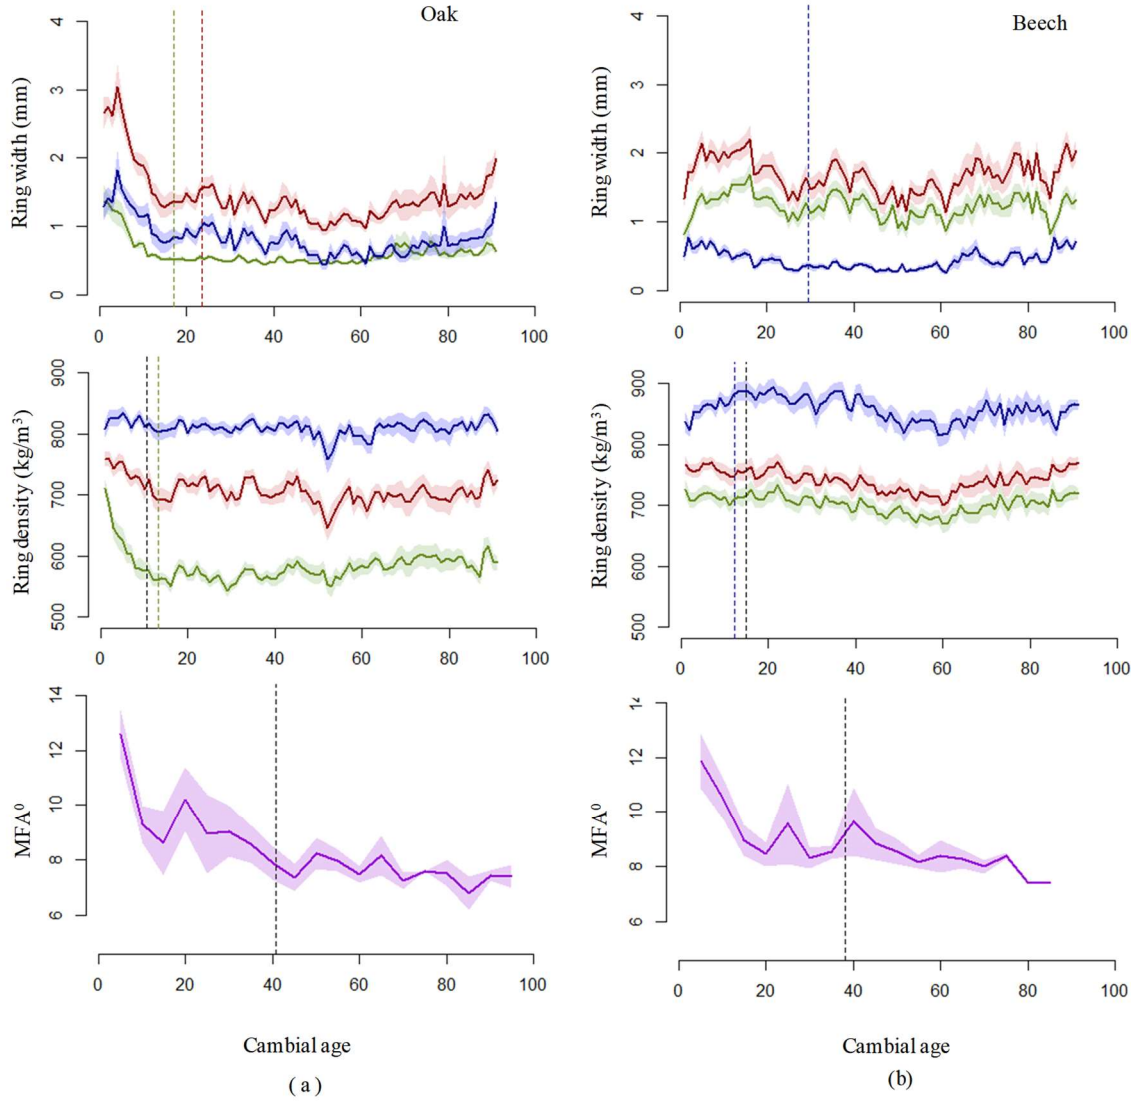 Oak
Ring width (mm)
4
3
2
1
0
0 20 40 60 80 100
Beech
Ring width (mm)
4
3
2
1
0
0 20 40 60 80 100
Ring density (kg/m³)
900
800
700
600
500
0 20 40 60 80 100
Ring density (kg/m³)
900
800
700
600
500
0 20 40 60 80 100
MFA⁰
14
12
10
8
6
0 20 40 60 80 100
Cambial age
( a )
MFA⁰
14
12
10
8
6
0 20 40 60 80 100
Cambial age
(b)